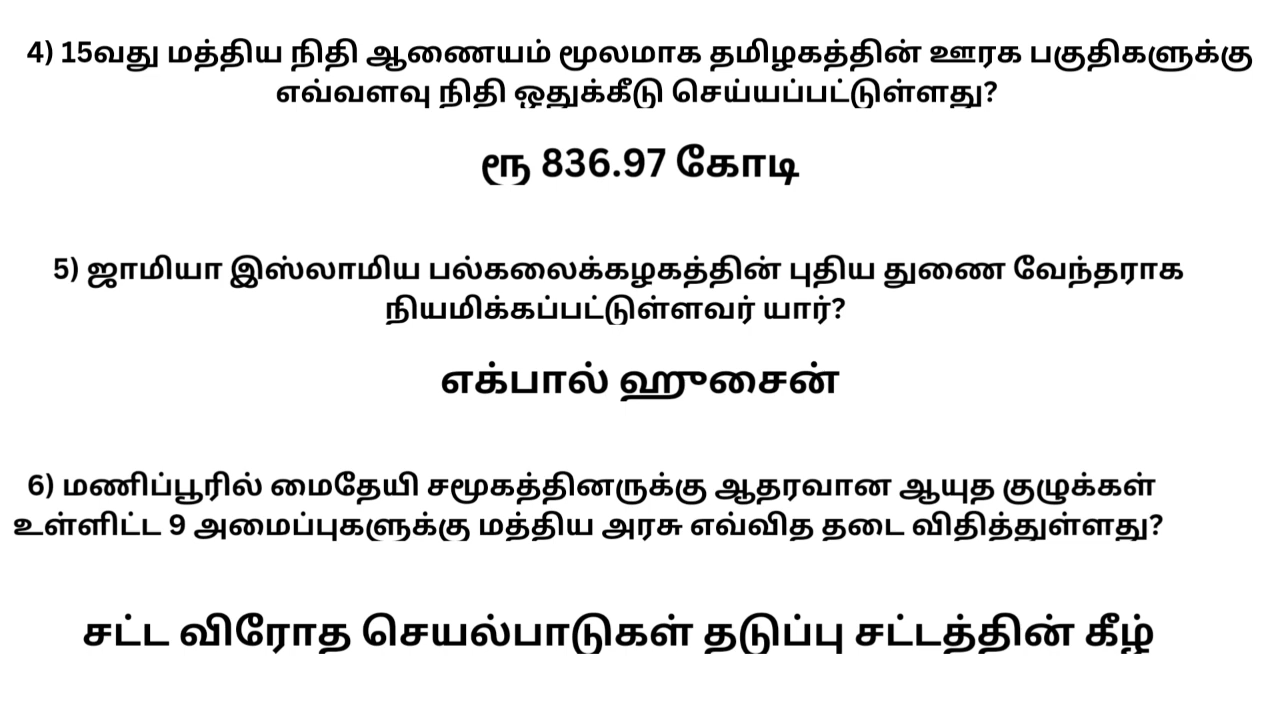 4) 15வது மத்திய நிதி ஆணையம் மூலமாக தமிழகத்தின் ஊரக பகுதிகளுக்கு
எவ்வளவு நிதி ஒதுக்கீடு செய்யப்பட்டுள்ளது?
ரூ 836.97 கோடி
5) ஜாமியா இஸ்லாமிய பல்கலைக்கழகத்தின் புதிய துணை வேந்தராக
நியமிக்கப்பட்டுள்ளவர் யார்?
எக்பால் ஹுசைன்
6) மணிப்பூரில் மைதேயி சமூகத்தினருக்கு ஆதரவான ஆயுத குழுக்கள்
உள்ளிட்ட 9 அமைப்புகளுக்கு மத்திய அரசு எவ்வித தடை விதித்துள்ளது?
சட்ட விரோத செயல்பாடுகள் தடுப்பு சட்டத்தின் கீழ்